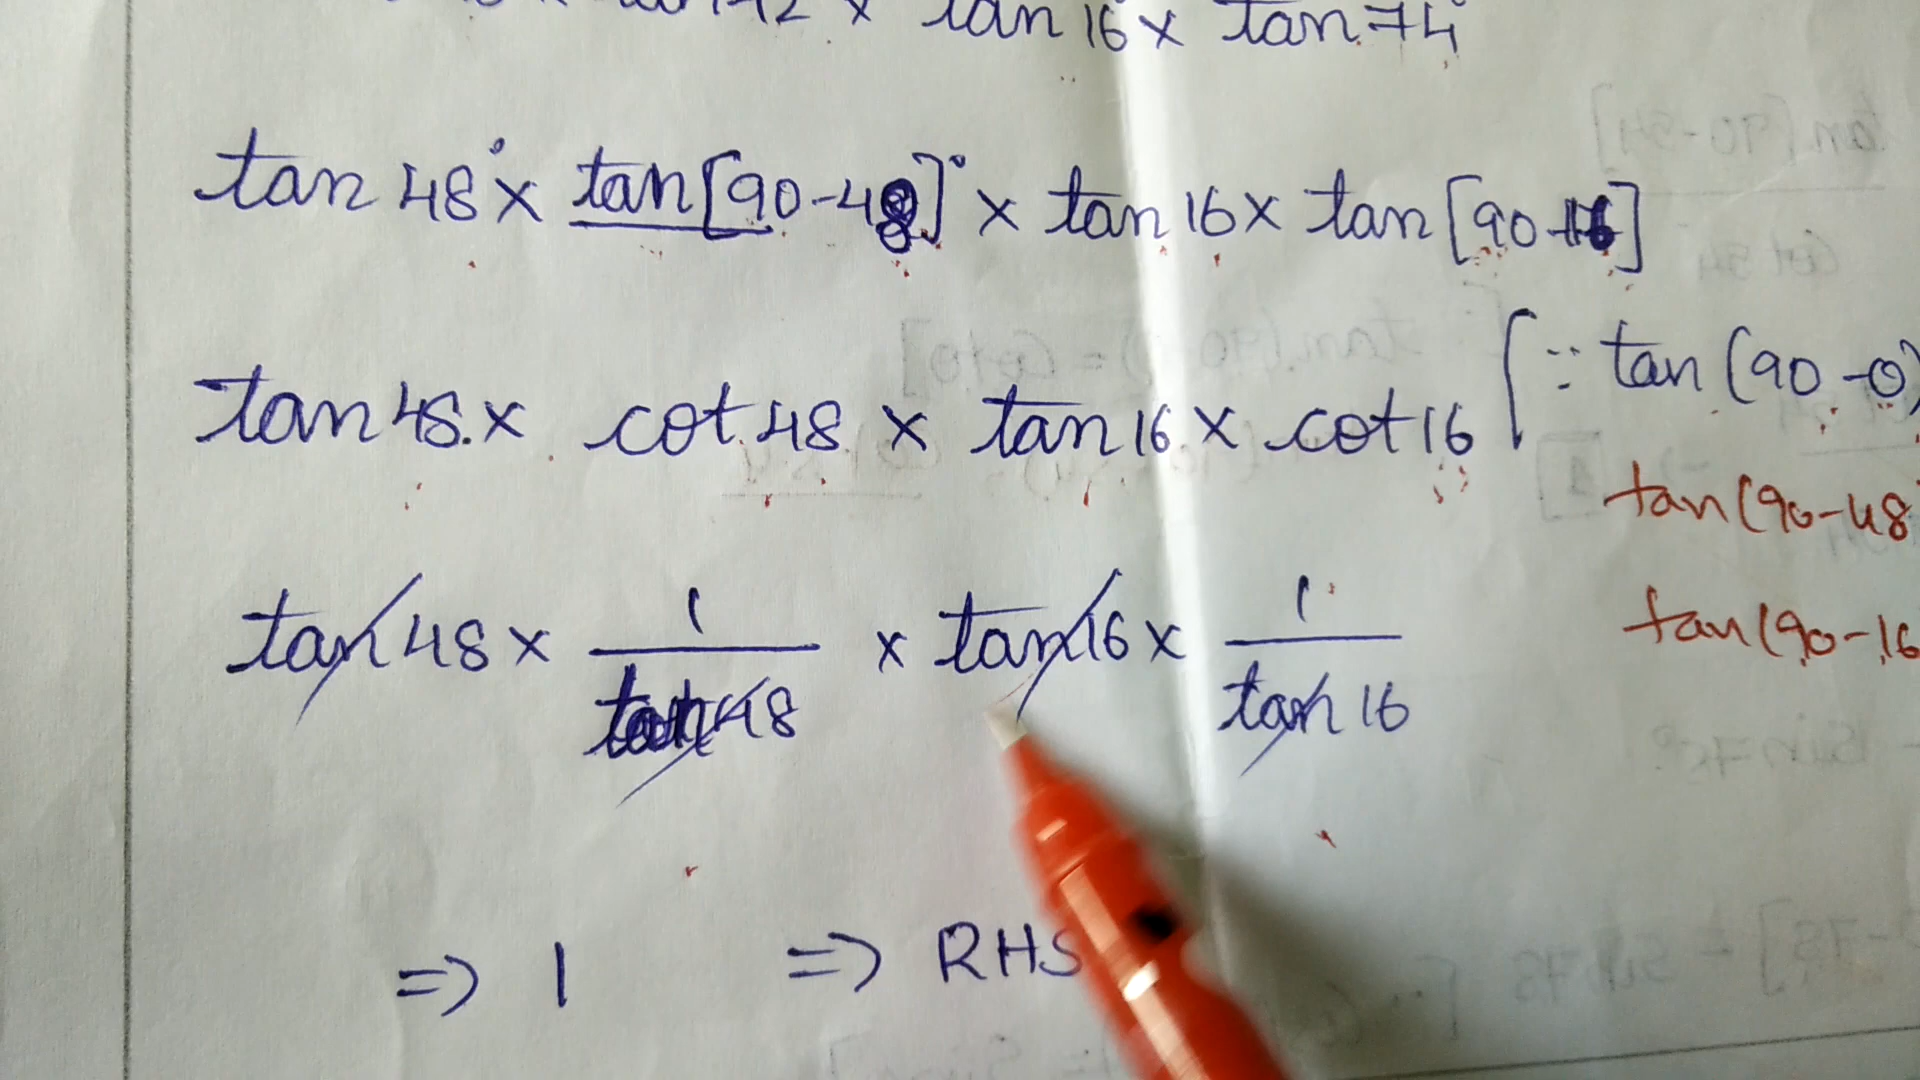 × tan 16° × tan 74°
tan 48° × tan[90-48]° × tan 16 × tan [90-16]
tan 48 × cot 48 × tan 16 × cot 16 [∵ tan (90-θ)
tan(90-48
tan(90-16
tan 48 × 1/tan 48 × tan 16 × 1/tan 16
=> 1 => RHS